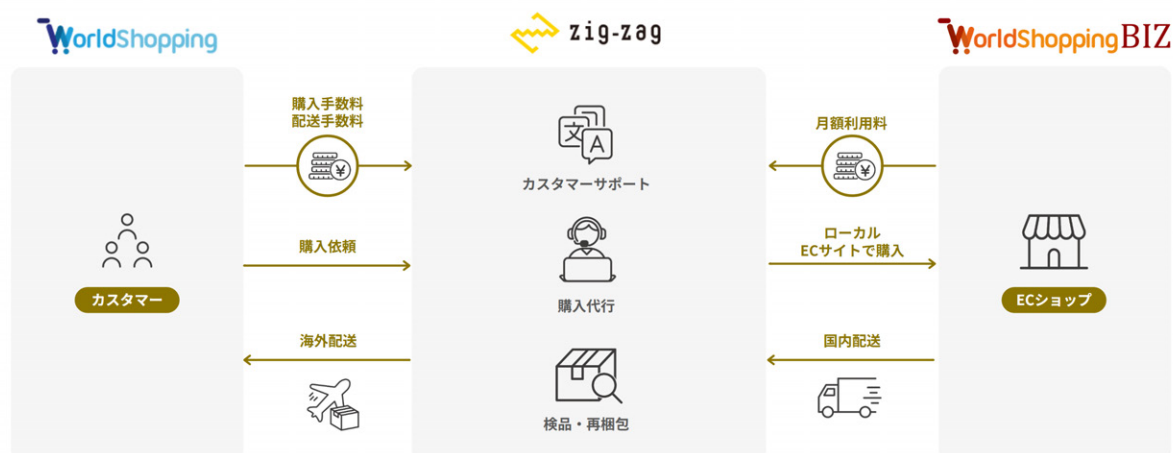 WorldShopping
zig-zag
WorldShopping BIZ
購入手数料
配送手数料
¥
購入依頼
海外配送
カスタマー
文
A
カスタマーサポート
購入代行
検品・再梱包
月額利用料
¥
ローカル
ECサイトで購入
国内配送
ECショップ